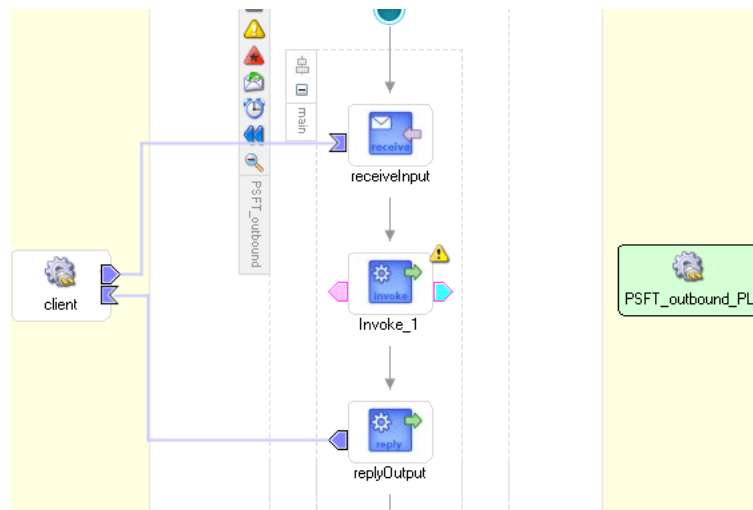 main
receive
receiveInput
PSFT_outbound
client
invoke
Invoke_1
PSFT_outbound_PL
reply
replyOutput